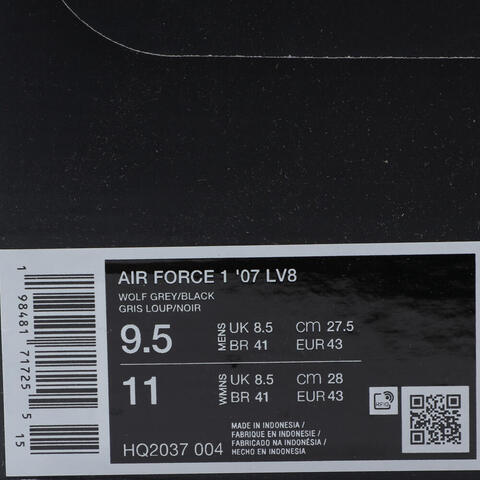 AIR FORCE 1 '07 LV8
WOLF GREY/BLACK
GRIS LOUP/NOIR
9.5 MENS UK 8.5 cm 27.5
BR 41 EUR 43
11 WMNS UK 8.5 cm 28
BR 41 EUR 43
MADE IN INDONESIA /
FABRIQUE EN INDONESIE /
FABRICADO NA INDONÉSIA /
HECHO EN INDONESIA
HQ2037 004
1 98481 71725 5 15